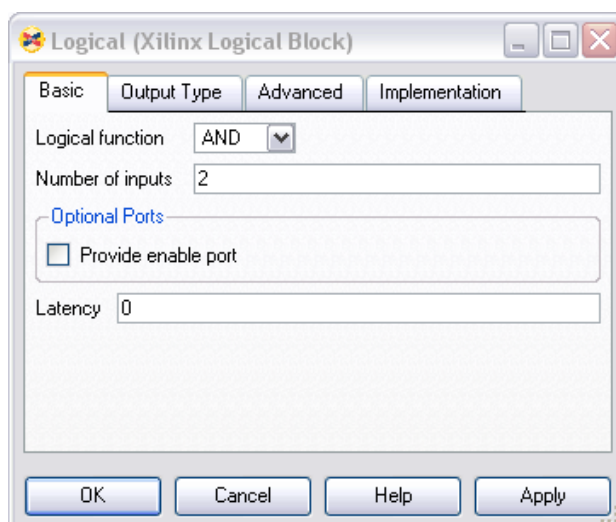 Logical (Xilinx Logical Block)
Basic Output Type Advanced Implementation
Logical function AND
Number of inputs 2
Optional Ports
Provide enable port
Latency 0
OK Cancel Help Apply